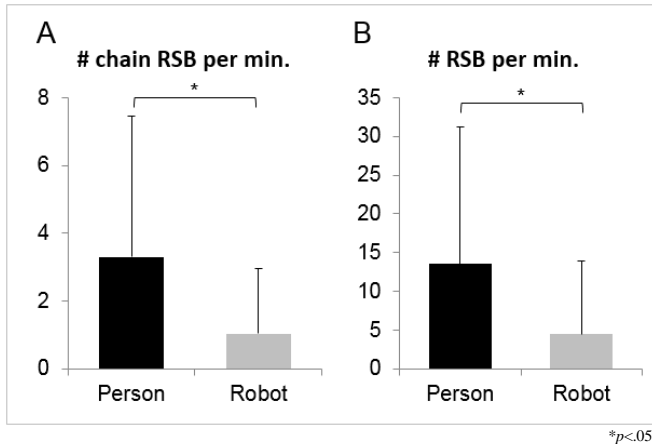 A
# chain RSB per min.
8
6
4
2
0
*
Person
Robot
B
# RSB per min.
35
30
25
20
15
10
5
0
*
Person
Robot
*p<.05